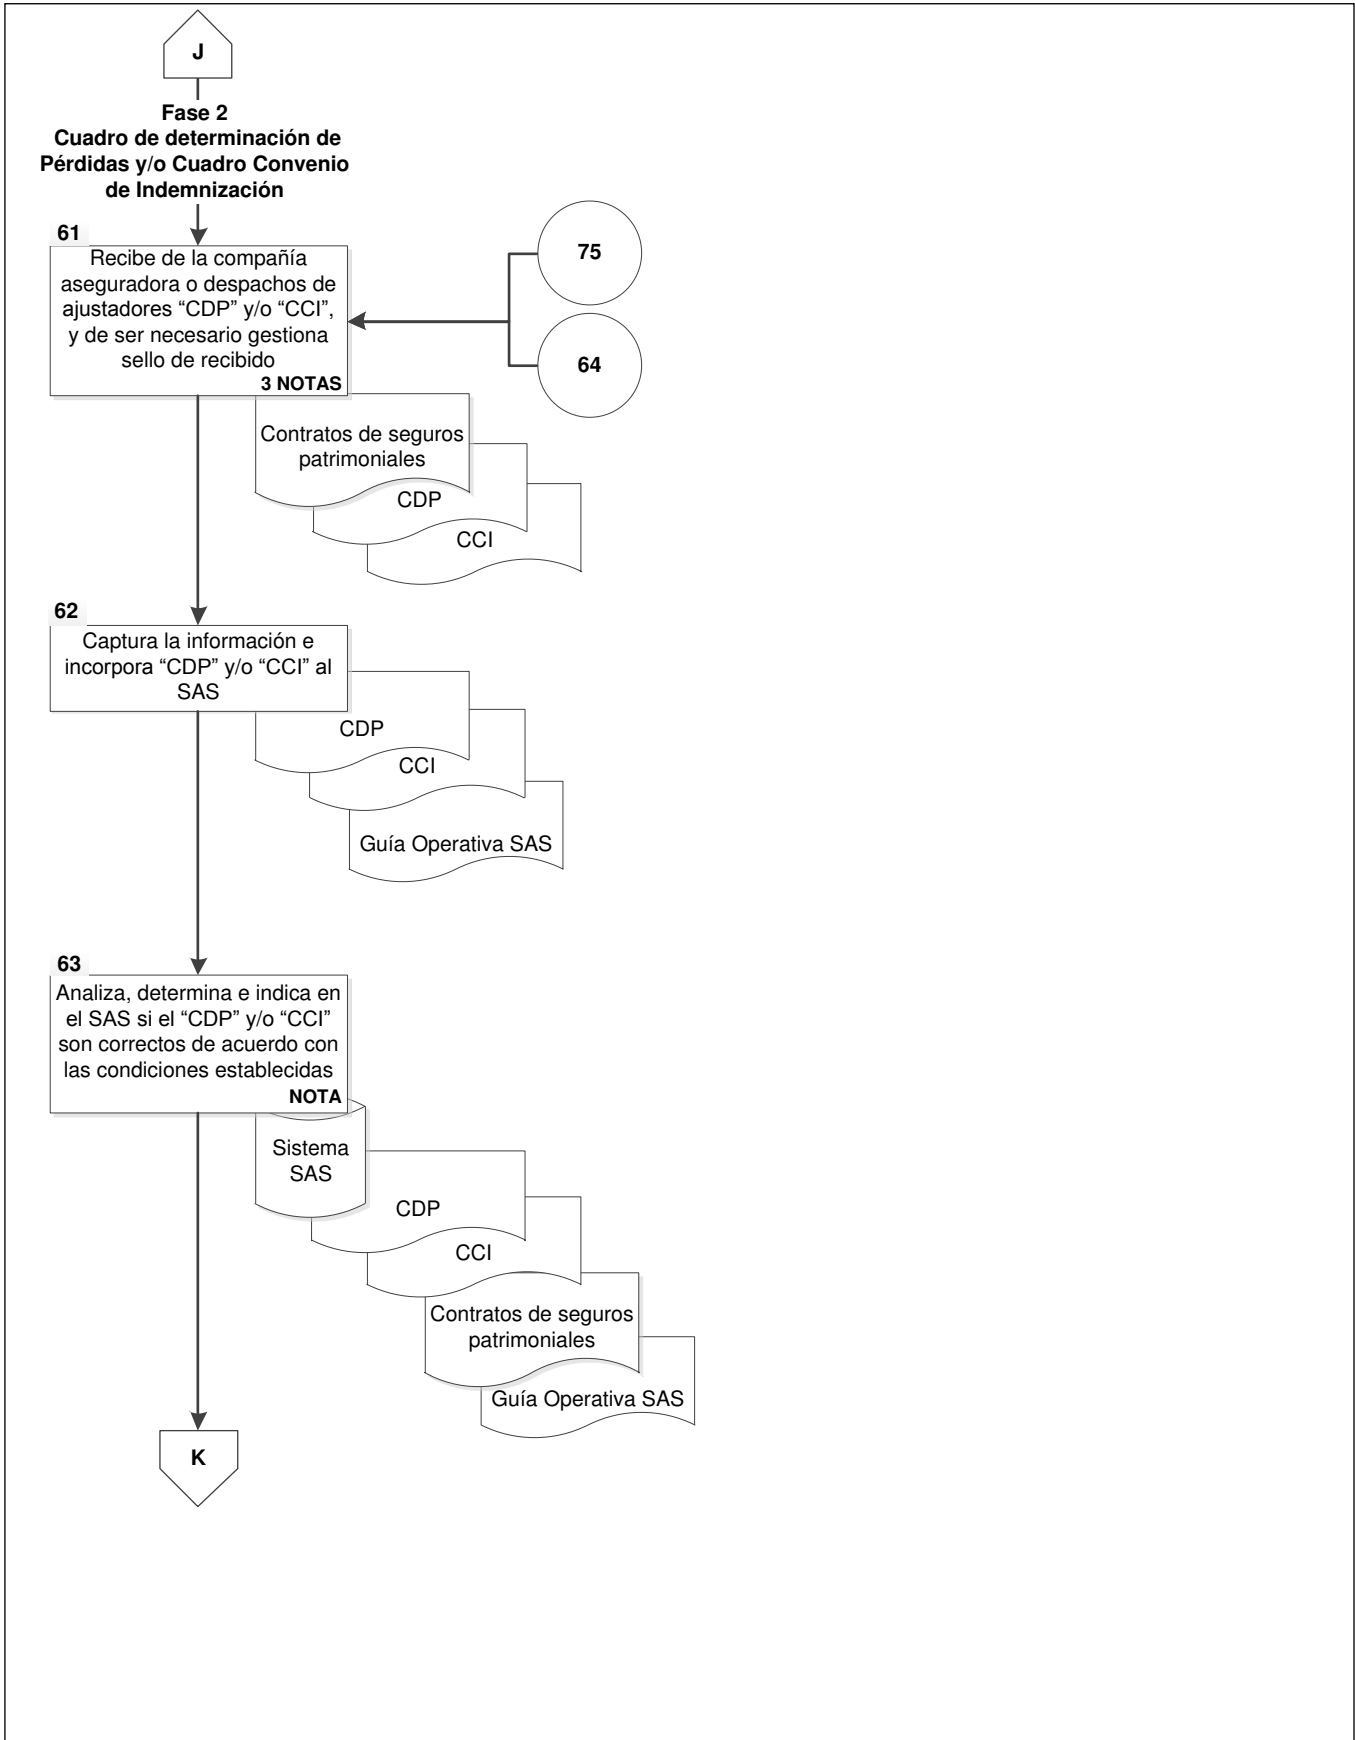 J
Fase 2
Cuadro de determinación de
Pérdidas y/o Cuadro Convenio
de Indemnización
61
Recibe de la compañía
aseguradora o despachos de
ajustadores “CDP” y/o “CCI”,
y de ser necesario gestiona
sello de recibido
3 NOTAS
75
64
Contratos de seguros
patrimoniales
CDP
CCI
62
Captura la información e
incorpora “CDP” y/o “CCI” al
SAS
CDP
CCI
Guía Operativa SAS
63
Analiza, determina e indica en
el SAS si el “CDP” y/o “CCI”
son correctos de acuerdo con
las condiciones establecidas
NOTA
Sistema
SAS
CDP
CCI
Contratos de seguros
patrimoniales
Guía Operativa SAS
K